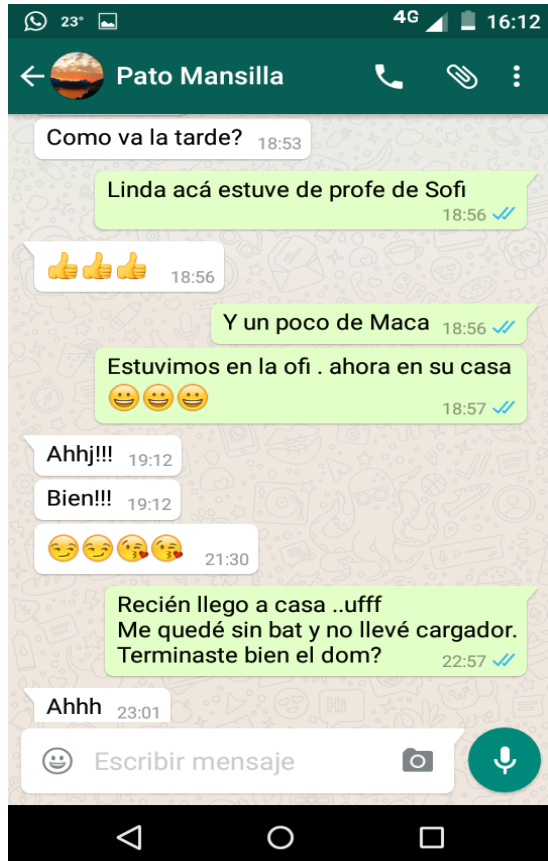 23°
4G
16:12
Pato Mansilla
Como va la tarde? 18:53
Linda acá estuve de profe de Sofi
18:56
18:56
Y un poco de Maca 18:56
Estuvimos en la ofi . ahora en su casa
18:57
Ahhj!!! 19:12
Bien!!! 19:12
21:30
Recién llego a casa ..ufff
Me quedé sin bat y no llevé cargador.
Terminaste bien el dom? 22:57
Ahhh 23:01
Escribir mensaje